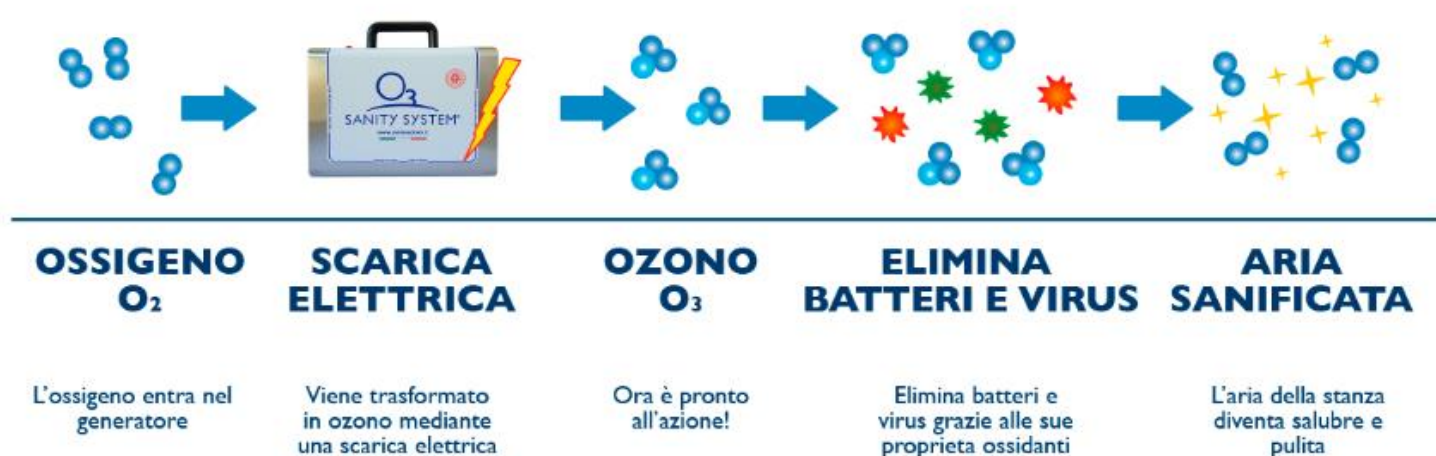 O3
SANITY SYSTEM®
OSSIGENO
O2
SCARICA
ELETTRICA
OZONO
O3
ELIMINA
BATTERI E VIRUS
ARIA
SANIFICATA
L'ossigeno entra nel
generatore
Viene trasformato
in ozono mediante
una scarica elettrica
Ora è pronto
all'azione!
Elimina batteri e
virus grazie alle sue
proprieta ossidanti
L'aria della stanza
diventa salubre e
pulita